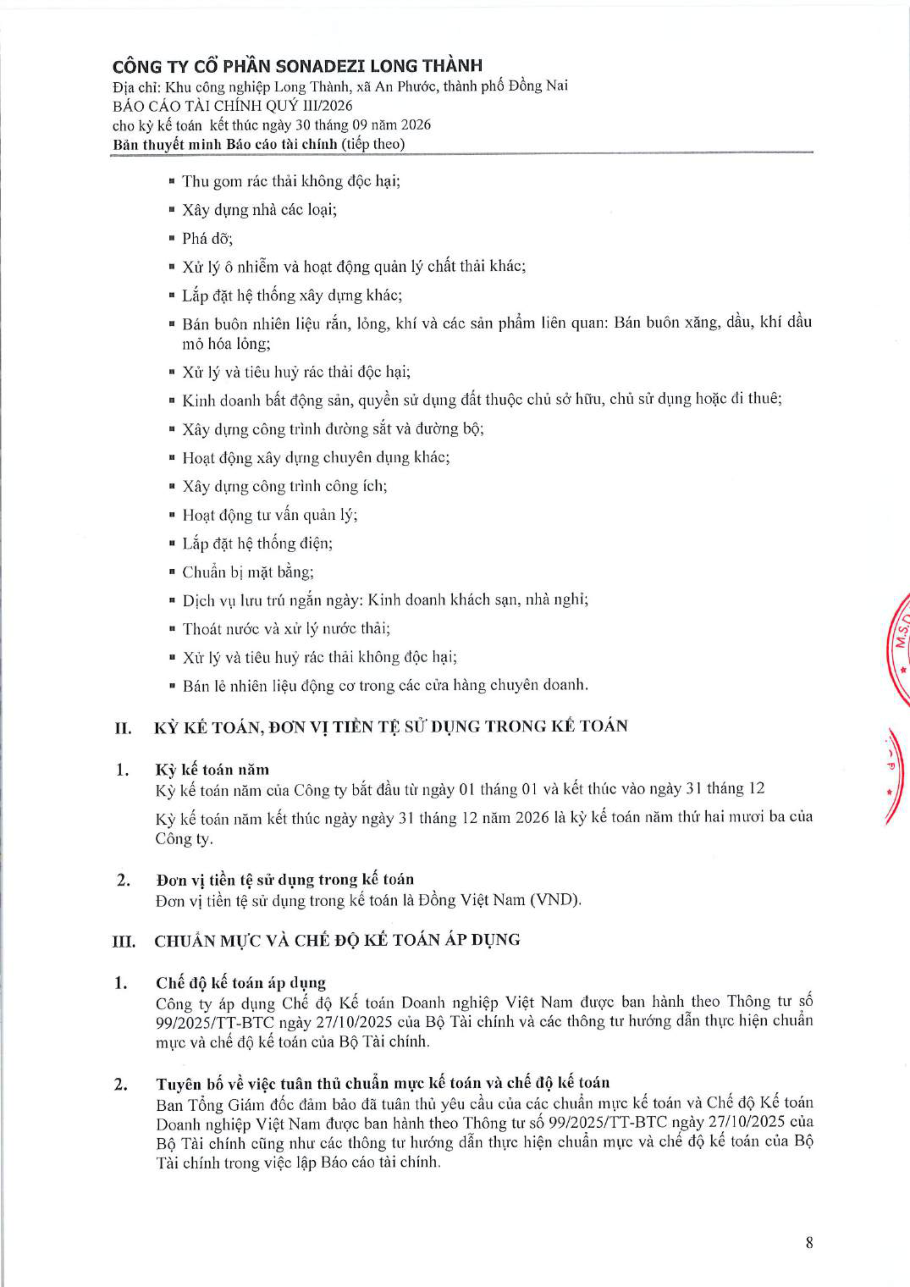 CÔNG TY CỔ PHẦN SONADEZI LONG THÀNH
Địa chỉ: Khu công nghiệp Long Thành, xã An Phước, thành phố Đồng Nai
BÁO CÁO TÀI CHÍNH QUÝ III/2026
cho kỳ kế toán kết thúc ngày 30 tháng 09 năm 2026
Bản thuyết minh Báo cáo tài chính (tiếp theo)
▪ Thu gom rác thải không độc hại;
▪ Xây dựng nhà các loại;
▪ Phá dỡ;
▪ Xử lý ô nhiễm và hoạt động quản lý chất thải khác;
▪ Lắp đặt hệ thống xây dựng khác;
▪ Bán buôn nhiên liệu rắn, lỏng, khí và các sản phẩm liên quan: Bán buôn xăng, dầu, khí dầu
mỏ hóa lỏng;
▪ Xử lý và tiêu huỷ rác thải độc hại;
▪ Kinh doanh bất động sản, quyền sử dụng đất thuộc chủ sở hữu, chủ sử dụng hoặc đi thuê;
▪ Xây dựng công trình đường sắt và đường bộ;
▪ Hoạt động xây dựng chuyên dụng khác;
▪ Xây dựng công trình công ích;
▪ Hoạt động tư vấn quản lý;
▪ Lắp đặt hệ thống điện;
▪ Chuẩn bị mặt bằng;
▪ Dịch vụ lưu trú ngắn ngày: Kinh doanh khách sạn, nhà nghỉ;
▪ Thoát nước và xử lý nước thải;
▪ Xử lý và tiêu huỷ rác thải không độc hại;
▪ Bán lẻ nhiên liệu động cơ trong các cửa hàng chuyên doanh.
M.S.D
II. KỲ KẾ TOÁN, ĐƠN VỊ TIỀN TỆ SỬ DỤNG TRONG KẾ TOÁN
1. Kỳ kế toán năm
Kỳ kế toán năm của Công ty bắt đầu từ ngày 01 tháng 01 và kết thúc vào ngày 31 tháng 12
Kỳ kế toán năm kết thúc ngày ngày 31 tháng 12 năm 2026 là kỳ kế toán năm thứ hai mươi ba của
Công ty.
2. Đơn vị tiền tệ sử dụng trong kế toán
Đơn vị tiền tệ sử dụng trong kế toán là Đồng Việt Nam (VND).
III. CHUẨN MỰC VÀ CHẾ ĐỘ KẾ TOÁN ÁP DỤNG
1. Chế độ kế toán áp dụng
Công ty áp dụng Chế độ Kế toán Doanh nghiệp Việt Nam được ban hành theo Thông tư số
99/2025/TT-BTC ngày 27/10/2025 của Bộ Tài chính và các thông tư hướng dẫn thực hiện chuẩn
mực và chế độ kế toán của Bộ Tài chính.
2. Tuyên bố về việc tuân thủ chuẩn mực kế toán và chế độ kế toán
Ban Tổng Giám đốc đảm bảo đã tuân thủ yêu cầu của các chuẩn mực kế toán và Chế độ Kế toán
Doanh nghiệp Việt Nam được ban hành theo Thông tư số 99/2025/TT-BTC ngày 27/10/2025 của
Bộ Tài chính cũng như các thông tư hướng dẫn thực hiện chuẩn mực và chế độ kế toán của Bộ
Tài chính trong việc lập Báo cáo tài chính.
8